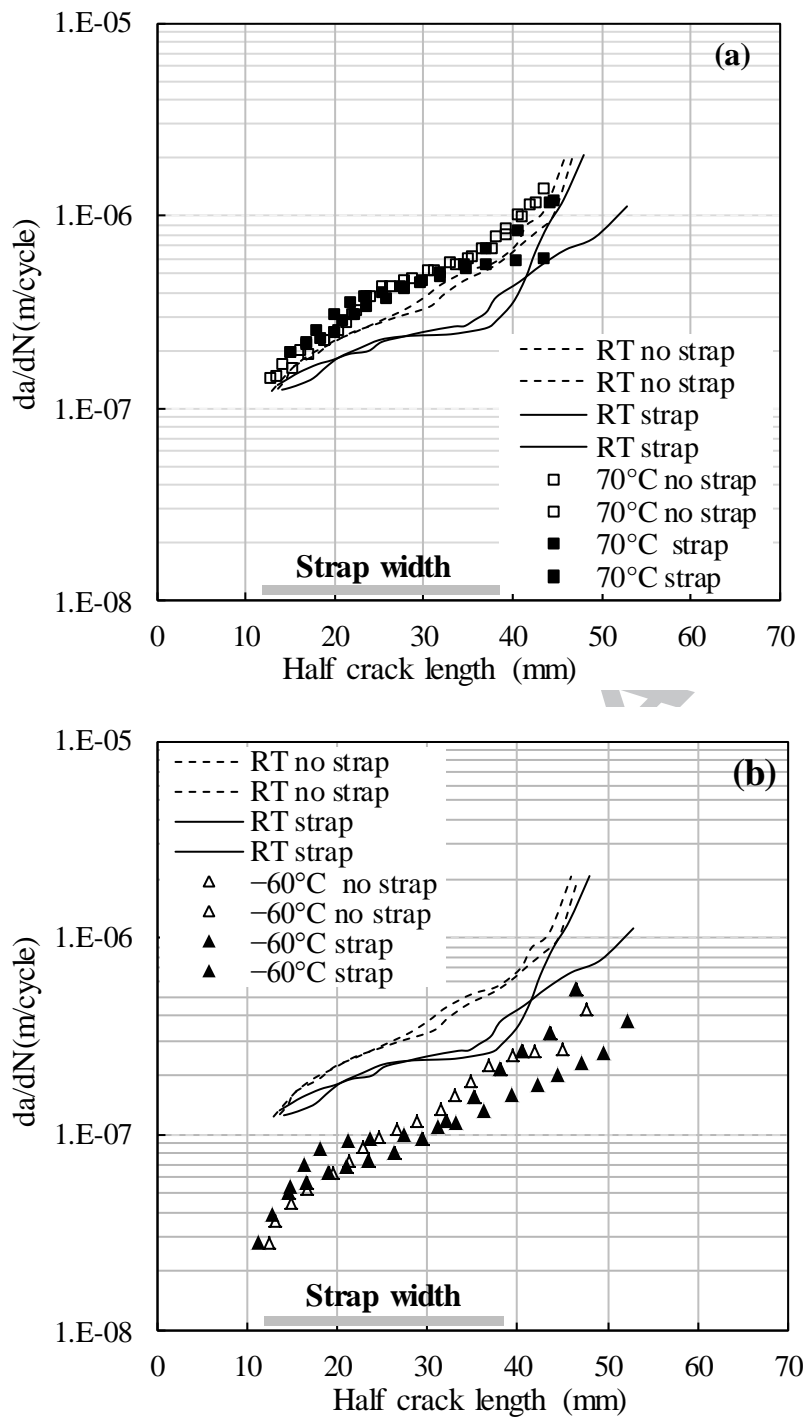 1.E-05
(a)
1.E-06
da/dN(m/cycle)
RT no strap
RT no strap
RT strap
RT strap
1.E-07
70°C no strap
70°C no strap
70°C strap
70°C strap
Strap width
1.E-08
0 10 20 30 40 50 60 70
Half crack length (mm)
1.E-05
(b)
RT no strap
RT no strap
RT strap
RT strap
−60°C no strap
−60°C no strap
−60°C strap
−60°C strap
1.E-06
da/dN(m/cycle)
1.E-07
Strap width
1.E-08
0 10 20 30 40 50 60 70
Half crack length (mm)